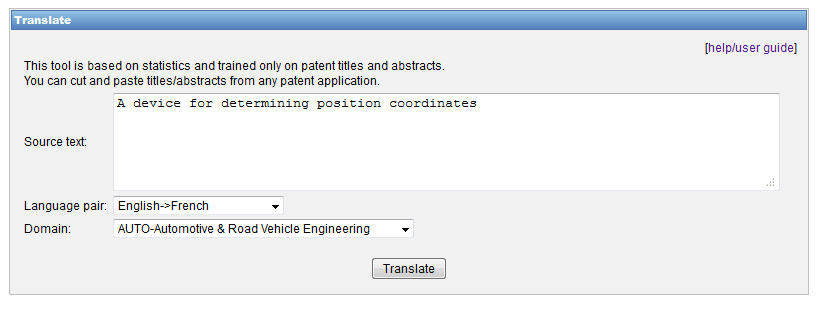 Translate
[help/user guide]
This tool is based on statistics and trained only on patent titles and abstracts.
You can cut and paste titles/abstracts from any patent application.
Source text: A device for determining position coordinates
Language pair: English->French
Domain: AUTO-Automotive & Road Vehicle Engineering
Translate